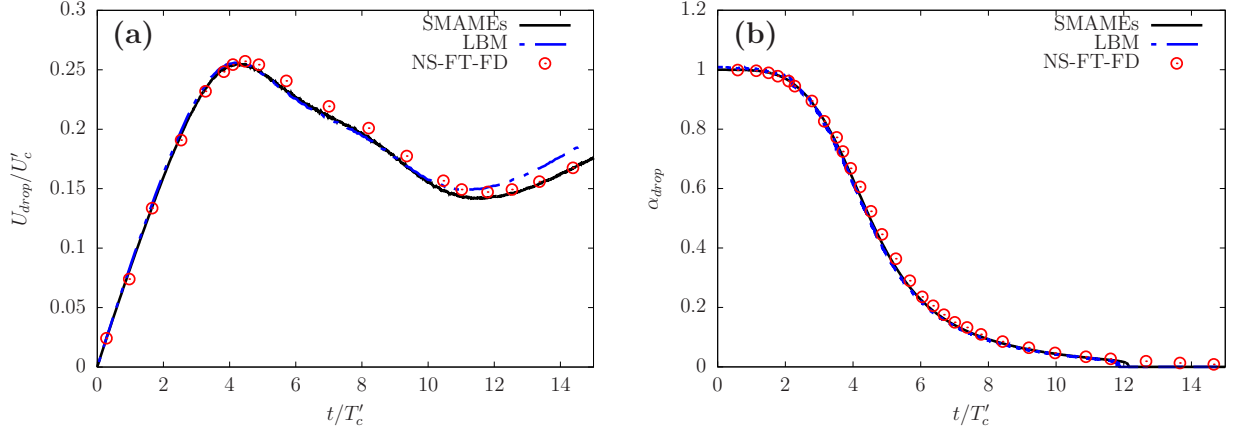 (a)
SMAMEs
LBM
NS-FT-FD
0.3
0.25
0.2
0.15
0.1
0.05
0
U_drop/U′_c
0 2 4 6 8 10 12 14
t/T′_c
(b)
SMAMEs
LBM
NS-FT-FD
1.2
1.0
0.8
0.6
0.4
0.2
0
α_drop
0 2 4 6 8 10 12 14
t/T′_c